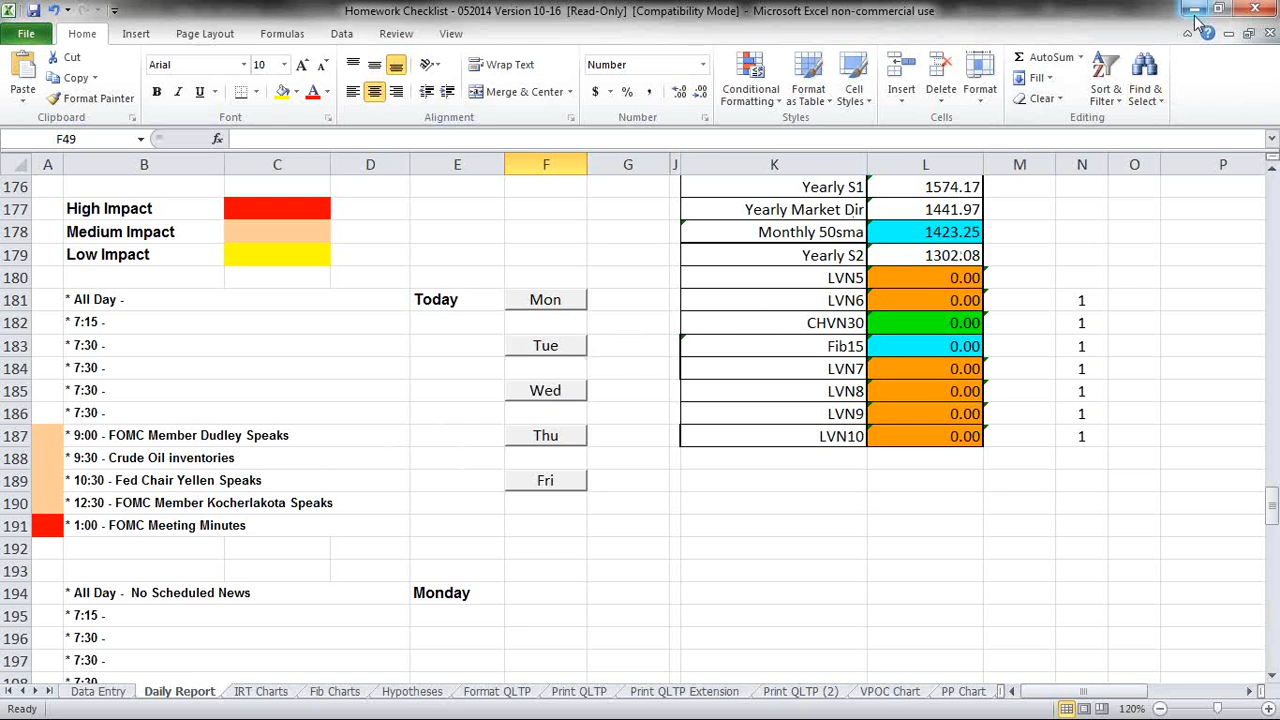 Homework Checklist - 052014 Version 10-16 [Read-Only] [Compatibility Mode] - Microsoft Excel non-commercial use
File Home Insert Page Layout Formulas Data Review View
Paste Cut Copy Format Painter
Clipboard
Arial 10
B I U A
Font
Wrap Text
Merge & Center
Alignment
Number
$ % ,
Number
Conditional Formatting Format as Table Cell Styles
Styles
Insert Delete Format
Cells
AutoSum Fill Clear Sort & Filter Find & Select
Editing
F49 fx
A B C D E F G J K L M N O P
176 Yearly S1 1574.17
177 High Impact Yearly Market Dir 1441.97
178 Medium Impact Monthly 50sma 1423.25
179 Low Impact Yearly S2 1302.08
180 LVN5 0.00
181 * All Day - Today Mon LVN6 0.00 1
182 * 7:15 - CHVN30 0.00 1
183 * 7:30 - Tue Fib15 0.00 1
184 * 7:30 - LVN7 0.00 1
185 * 7:30 - Wed LVN8 0.00 1
186 * 7:30 - LVN9 0.00 1
187 * 9:00 - FOMC Member Dudley Speaks Thu LVN10 0.00 1
188 * 9:30 - Crude Oil inventories
189 * 10:30 - Fed Chair Yellen Speaks Fri
190 * 12:30 - FOMC Member Kocherlakota Speaks
191 * 1:00 - FOMC Meeting Minutes
192
193
194 * All Day - No Scheduled News Monday
195 * 7:15 -
196 * 7:30 -
197 * 7:30 -
198 * 7:30 -
Data Entry Daily Report IRT Charts Fib Charts Hypotheses Format QLTP Print QLTP Print QLTP Extension Print QLTP (2) VPOC Chart PP Chart
Ready 120%